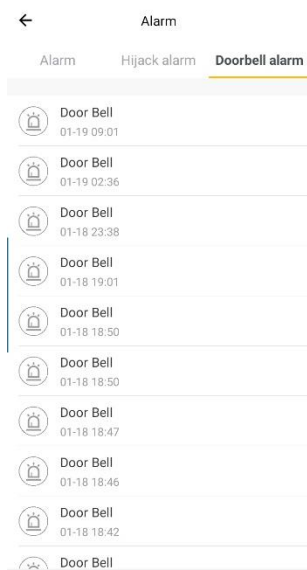 Alarm
Alarm Hijack alarm Doorbell alarm
Door Bell
01-19 09:01
Door Bell
01-19 02:36
Door Bell
01-18 23:38
Door Bell
01-18 19:01
Door Bell
01-18 18:50
Door Bell
01-18 18:50
Door Bell
01-18 18:47
Door Bell
01-18 18:46
Door Bell
01-18 18:42
Door Bell